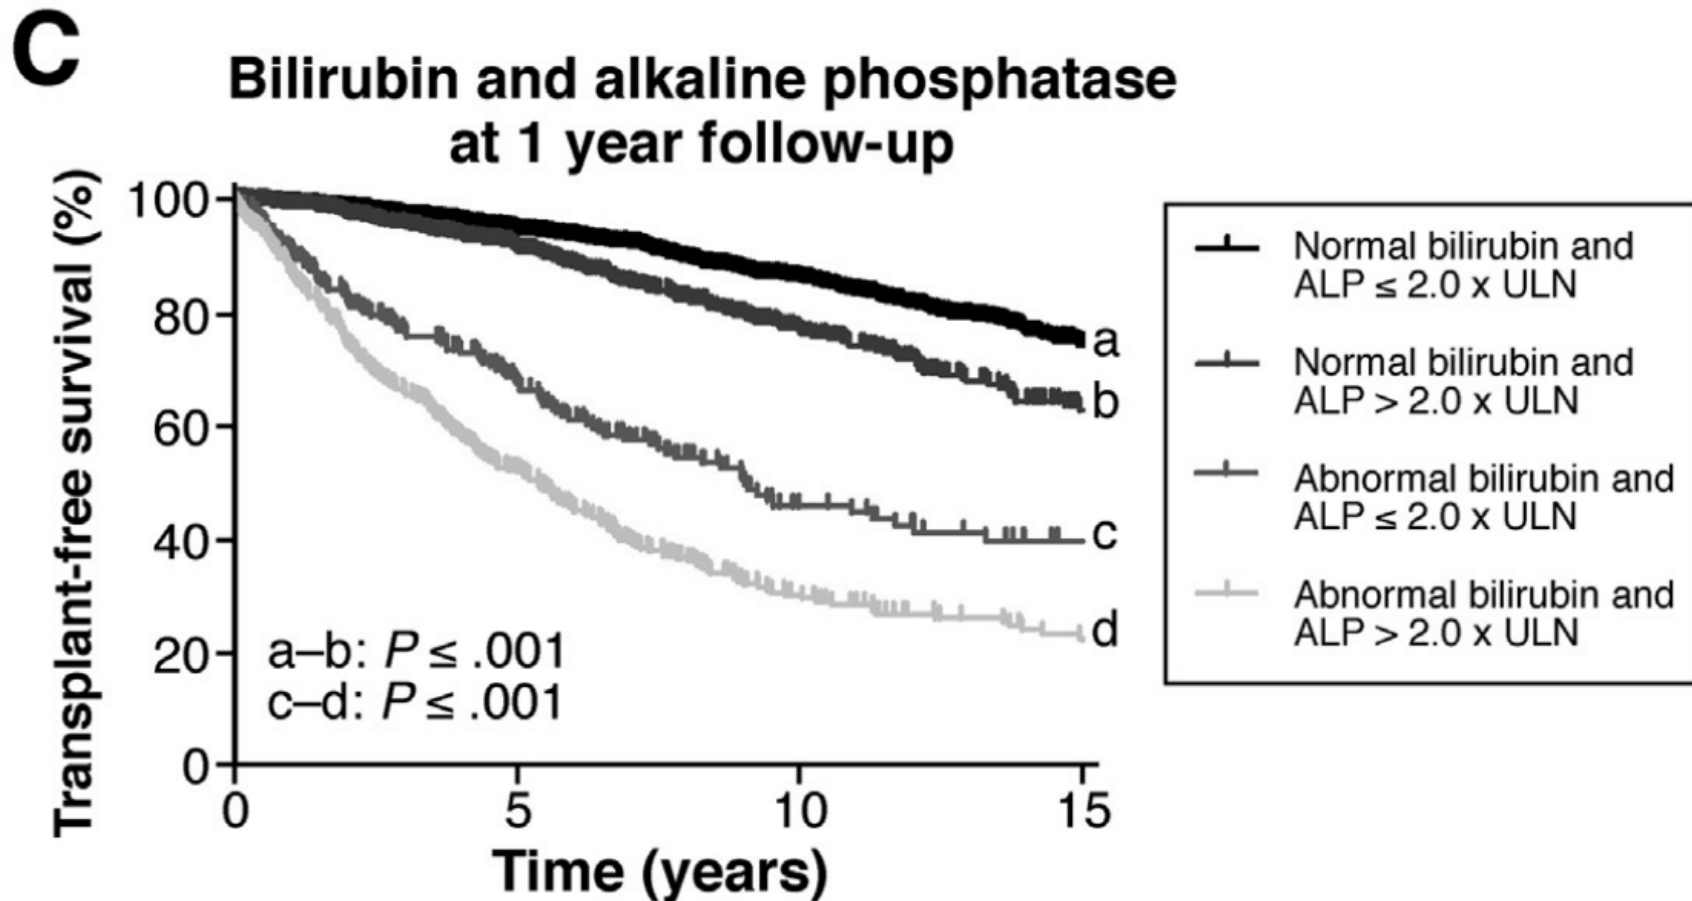 C
Bilirubin and alkaline phosphatase
at 1 year follow-up
Transplant-free survival (%)
100
80
60
40
20
0
a
b
c
d
a–b: P ≤ .001
c–d: P ≤ .001
0 5 10 15
Time (years)
Normal bilirubin and
ALP ≤ 2.0 x ULN
Normal bilirubin and
ALP > 2.0 x ULN
Abnormal bilirubin and
ALP ≤ 2.0 x ULN
Abnormal bilirubin and
ALP > 2.0 x ULN